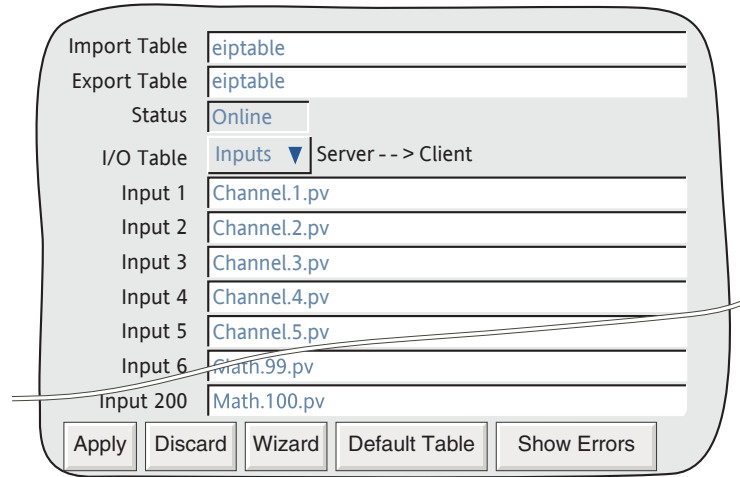 Import Table eiptable
Export Table eiptable
Status Online
I/O Table Inputs Server - - > Client
Input 1 Channel.1.pv
Input 2 Channel.2.pv
Input 3 Channel.3.pv
Input 4 Channel.4.pv
Input 5 Channel.5.pv
Input 6 Math.99.pv
Input 200 Math.100.pv
Apply Discard Wizard Default Table Show Errors